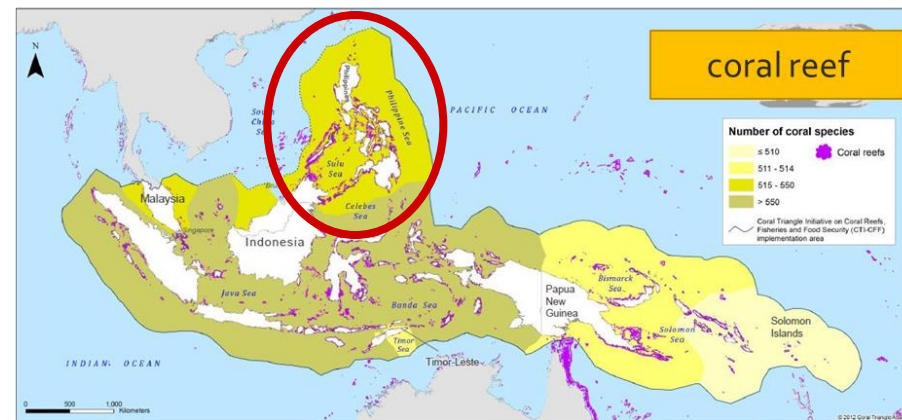 coral reef
N
Philippines
Philippine Sea
South
China
Sea
PACIFIC OCEAN
Sulu
Sea
Celebes
Sea
Malaysia
Singapore
Indonesia
Java Sea
Banda Sea
Timor
Sea
Timor-Leste
Papua
New
Guinea
Bismarck
Sea
Solomon
Sea
Solomon
Islands
INDIAN OCEAN
Number of coral species
≤ 510
511 - 514
515 - 550
> 550
Coral reefs
Coral Triangle Initiative on Coral Reefs,
Fisheries and Food Security (CTI-CFF)
implementation area
0 500 1,000
Kilometers
© 2012 Coral Triangle